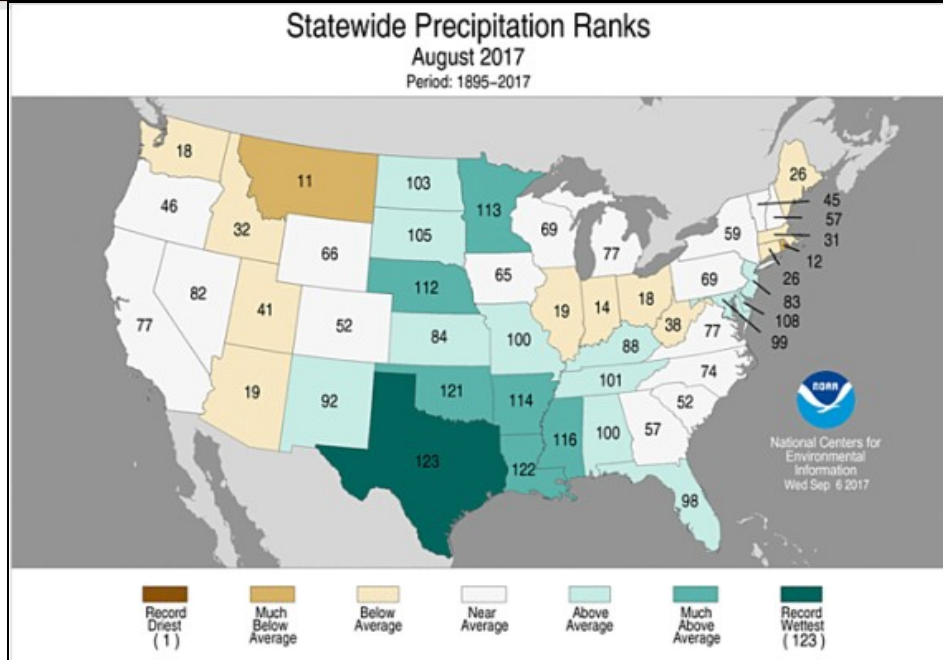 Statewide Precipitation Ranks
August 2017
Period: 1895–2017
18
11
103
113
26
46
32
66
105
69
77
59
45
57
31
12
26
83
108
99
77
82
41
52
112
65
19
14
18
38
69
77
84
100
88
101
74
52
57
19
92
121
114
116
100
123
122
98
NOAA
National Centers for
Environmental
Information
Wed Sep 6 2017
Record
Driest
(1)
Much
Below
Average
Below
Average
Near
Average
Above
Average
Much
Above
Average
Record
Wettest
(123)